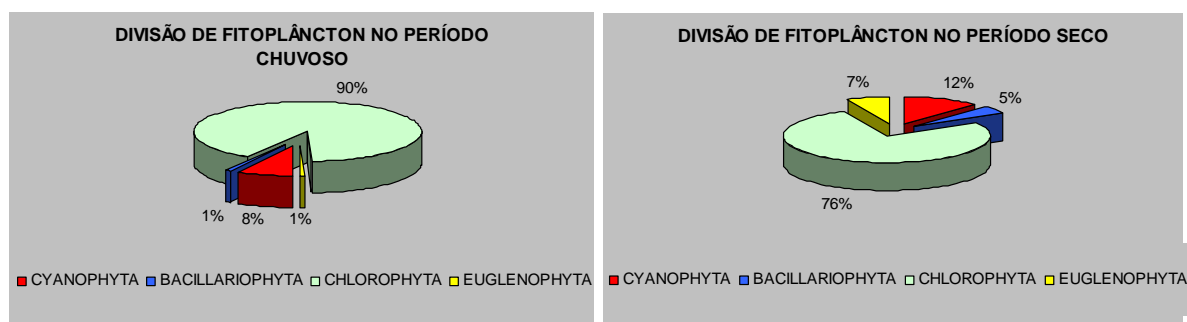 DIVISÃO DE FITOPLÂNCTON NO PERÍODO
CHUVOSO
90%
1%
8%
1%
CYANOPHYTA BACILLARIOPHYTA CHLOROPHYTA EUGLENOPHYTA
DIVISÃO DE FITOPLÂNCTON NO PERÍODO SECO
7%
12%
5%
76%
CYANOPHYTA BACILLARIOPHYTA CHLOROPHYTA EUGLENOPHYTA